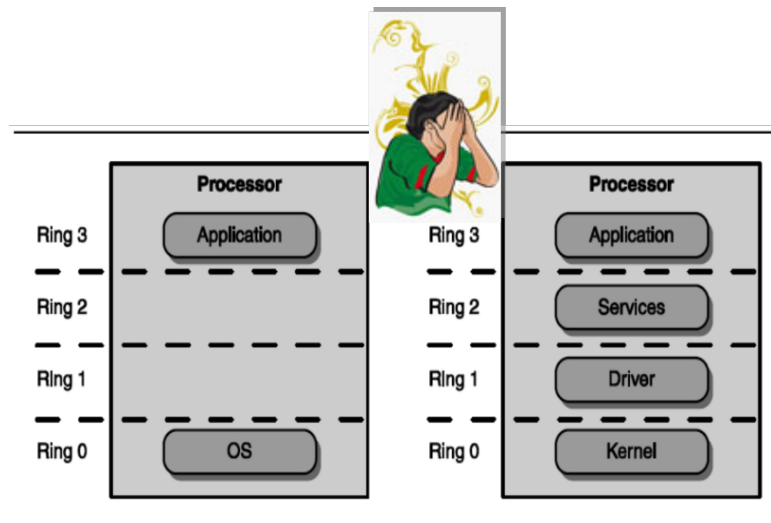 Processor
Ring 3
Application
Ring 2
Ring 1
Ring 0
OS
Processor
Ring 3
Application
Ring 2
Services
Ring 1
Driver
Ring 0
Kernel